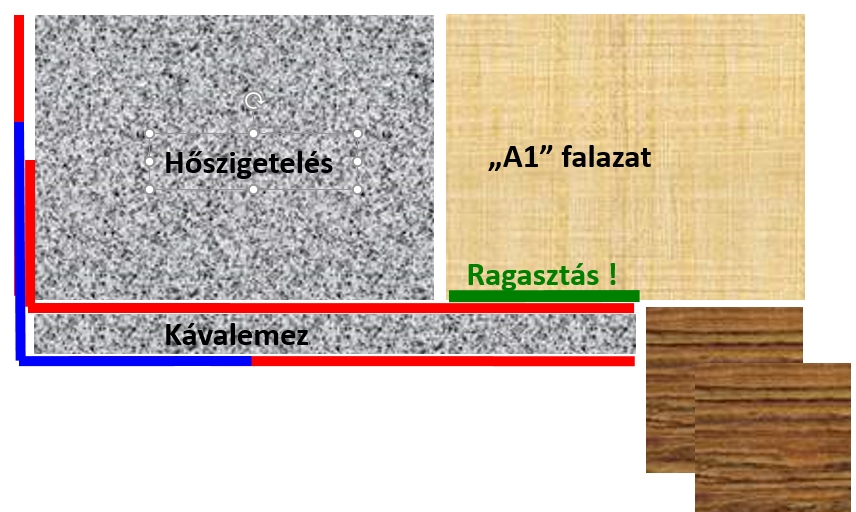 Hőszigetelés
„A1” falazat
Ragasztás !
Kávalemez